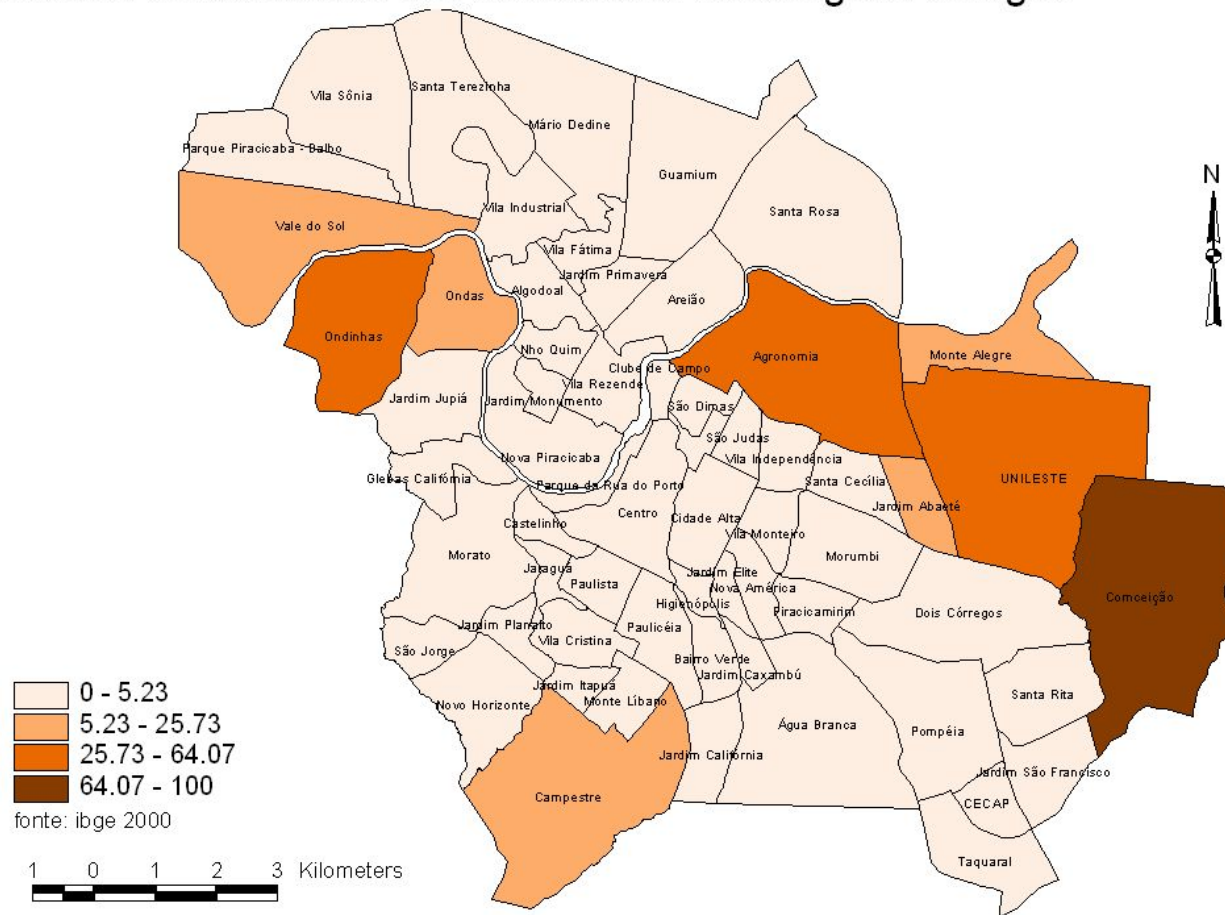 Santa Terezinha
Vila Sônia
Mário Dedine
Parque Piracicaba - Balbo
Guamium
N
Vila Industrial
Santa Rosa
Vale do Sol
Vila Fátima
Jardim Primavera
Algodoal
Ondas
Areião
Ondinhas
Nho Quim
Agronomia
Monte Alegre
Clube de Campo
Vila Rezende
Jardim Jupiá
Jardim Monumento
São Dimas
São Judas
Nova Piracicaba
Vila Independência
Glebas Califórnia
Parque da Rua do Porto
Santa Cecília
UNILESTE
Jardim Abaeté
Centro
Cidade Alta
Castelinho
Vila Monteiro
Morato
Morumbi
Jaraguá
Paulista
Jardim Elite
Nova América
Comceição
Higienópolis
Piracicamirim
Dois Córregos
Jardim Planalto
Paulicéia
Vila Cristina
São Jorge
Bairro Verde
Jardim Caxambú
Jardim Itapuã
Santa Rita
Novo Horizonte
Monte Líbano
Água Branca
Pompéia
Jardim Califórnia
Jardim São Francisco
Campestre
CECAP
Taquaral
0 - 5.23
5.23 - 25.73
25.73 - 64.07
64.07 - 100
fonte: ibge 2000
1 0 1 2 3 Kilometers